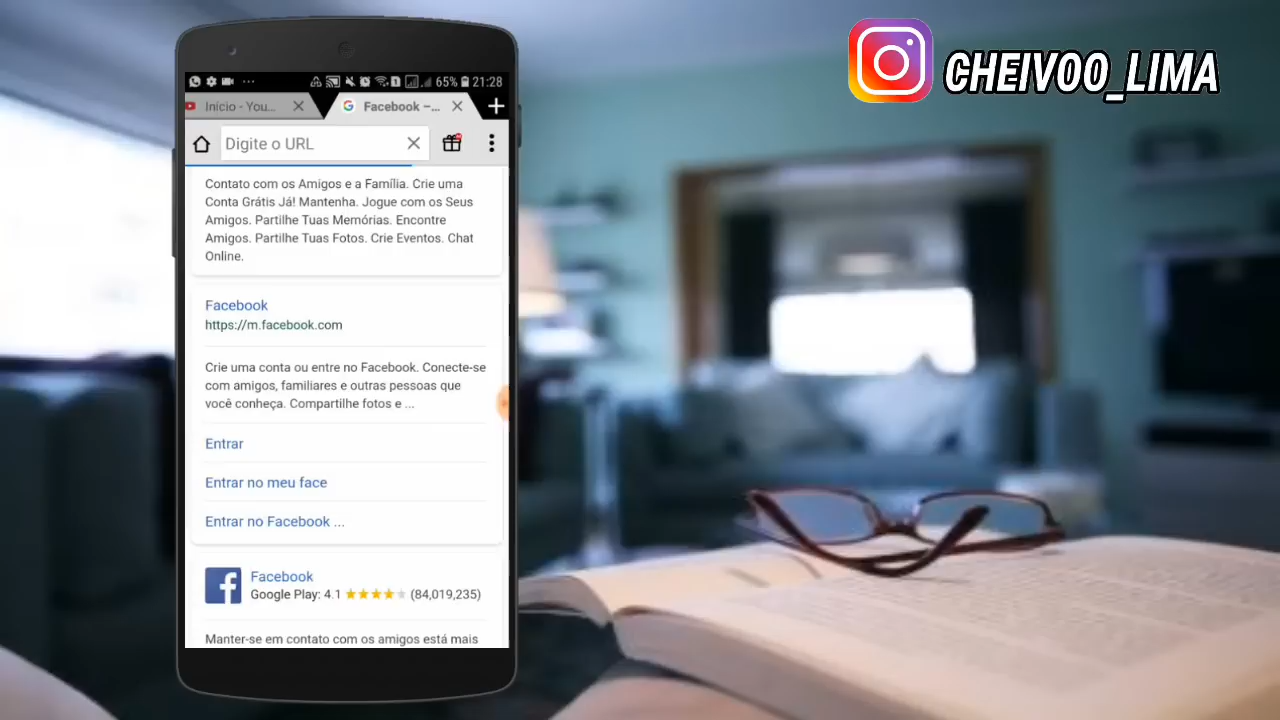 CHEIVOO_LIMA
65% 21:28
Início - You...
Facebook –...
Digite o URL
Contato com os Amigos e a Família. Crie uma
Conta Grátis Já! Mantenha. Jogue com os Seus
Amigos. Partilhe Tuas Memórias. Encontre
Amigos. Partilhe Tuas Fotos. Crie Eventos. Chat
Online.
Facebook
https://m.facebook.com
Crie uma conta ou entre no Facebook. Conecte-se
com amigos, familiares e outras pessoas que
você conheça. Compartilhe fotos e ...
Entrar
Entrar no meu face
Entrar no Facebook ...
Facebook
Google Play: 4.1 (84,019,235)
Manter-se em contato com os amigos está mais